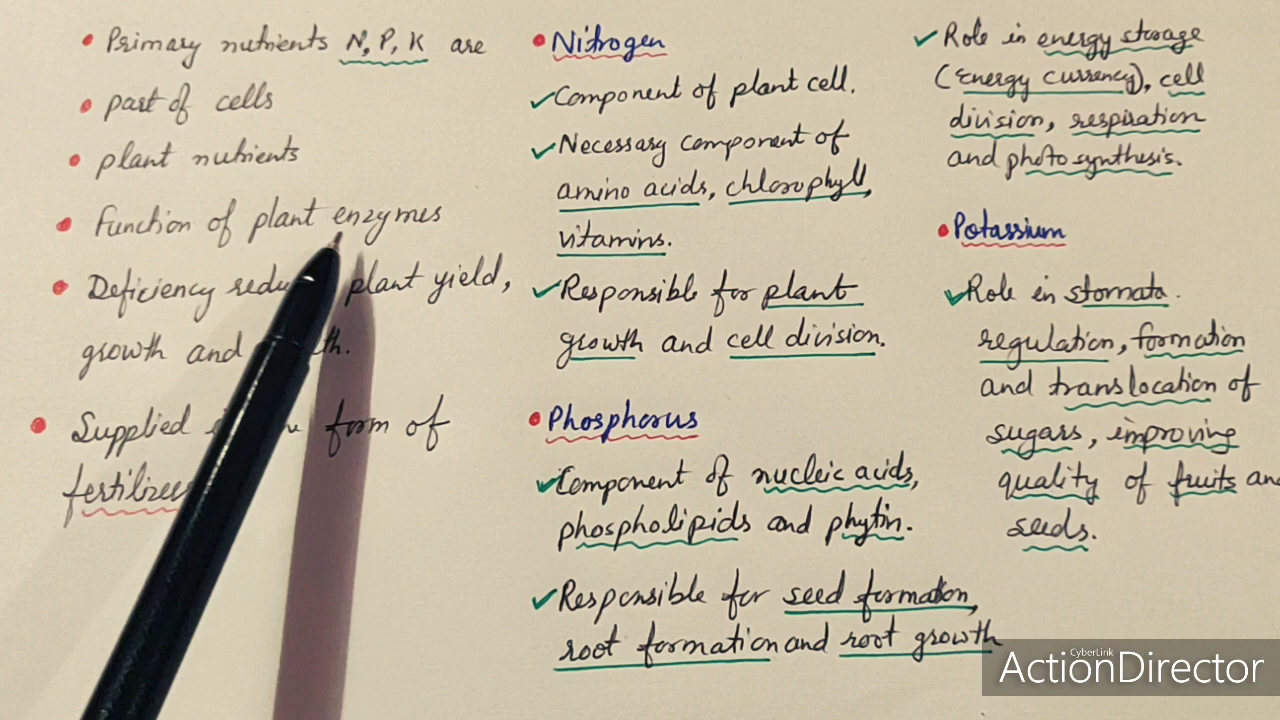 Primary nutrients N, P, K are
part of cells
plant nutrients
Function of plant enzymes
Deficiency plant yield,
growth and
Supplied form of
Nitrogen
Component of plant cell.
Necessary component of
amino acids, chlorophyll,
vitamins.
Responsible for plant
growth and cell division.
Phosphorus
Component of nucleic acids,
phospholipids and phytin.
Responsible for seed formation,
root formation and root growth
Role in energy storage
(energy currency), cell
division, respiration
and photosynthesis.
Potassium
Role in stomata
regulation, formation
and translocation of
sugars, improving
quality of fruits and
seeds.
CyberLink
ActionDirector